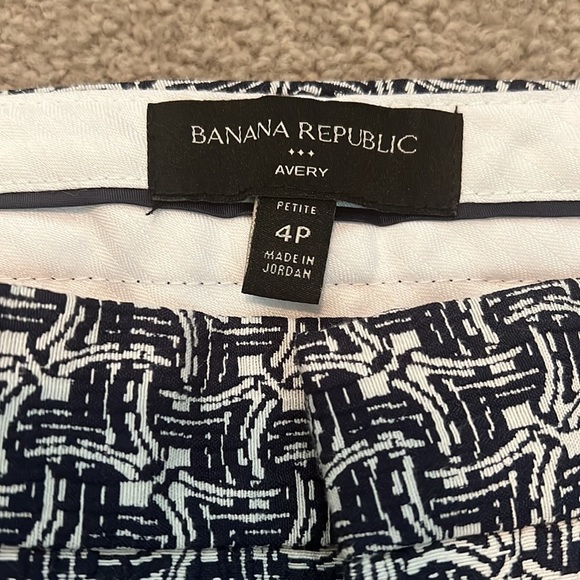 BANANA REPUBLIC
AVERY
PETITE
4P
MADE IN
JORDAN